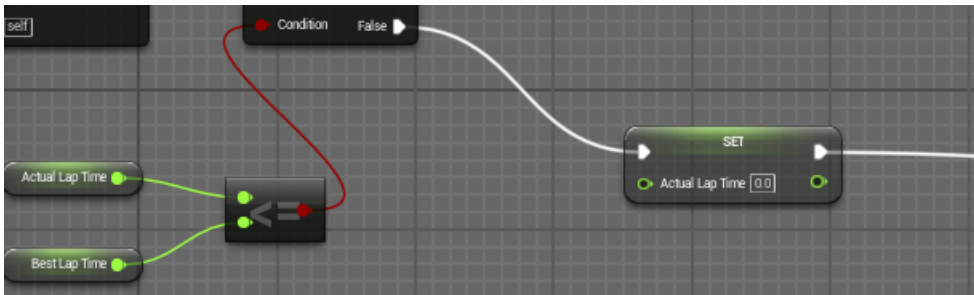 self
Condition False
SET
Actual Lap Time 0.0
Actual Lap Time
<=
Best Lap Time